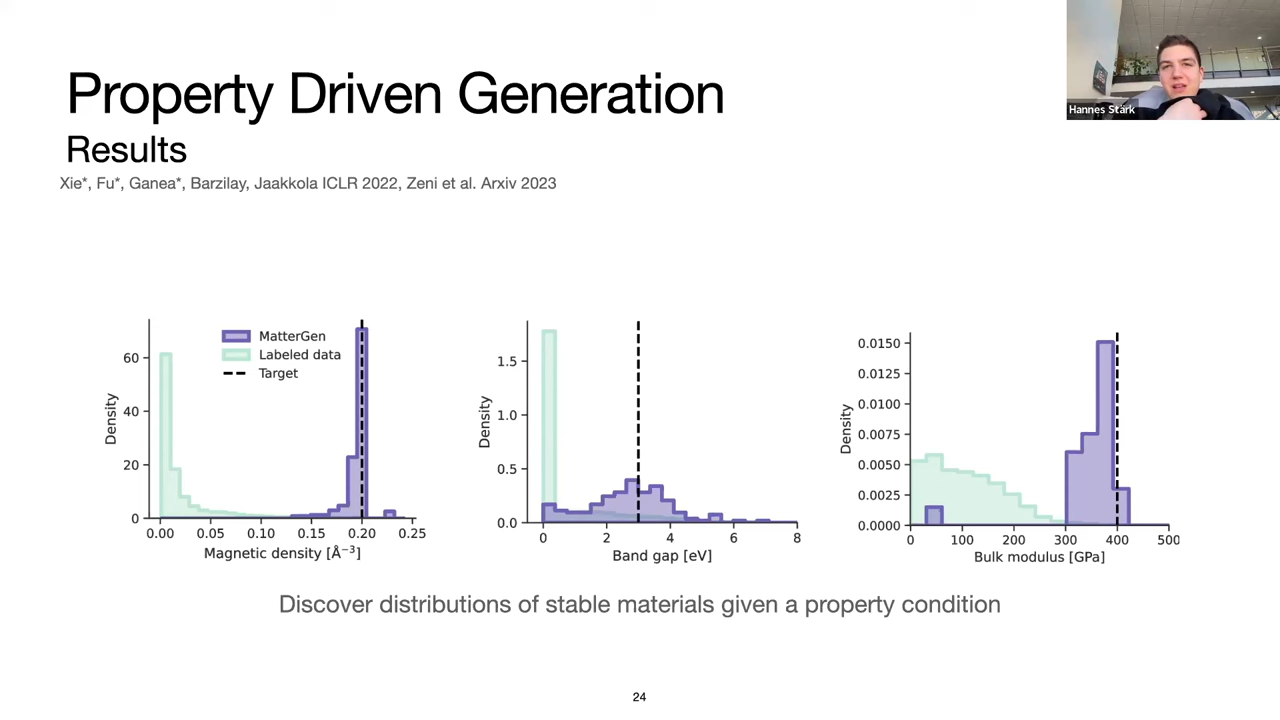 Property Driven Generation
Results
Xie*, Fu*, Ganea*, Barzilay, Jaakkola ICLR 2022, Zeni et al. Arxiv 2023
Hannes Stärk
MatterGen
Labeled data
Target
Density
60
40
20
0
0.00 0.05 0.10 0.15 0.20 0.25
Magnetic density [Å⁻³]
Density
1.5
1.0
0.5
0.0
0 2 4 6 8
Band gap [eV]
Density
0.0150
0.0125
0.0100
0.0075
0.0050
0.0025
0.0000
0 100 200 300 400 500
Bulk modulus [GPa]
Discover distributions of stable materials given a property condition
24